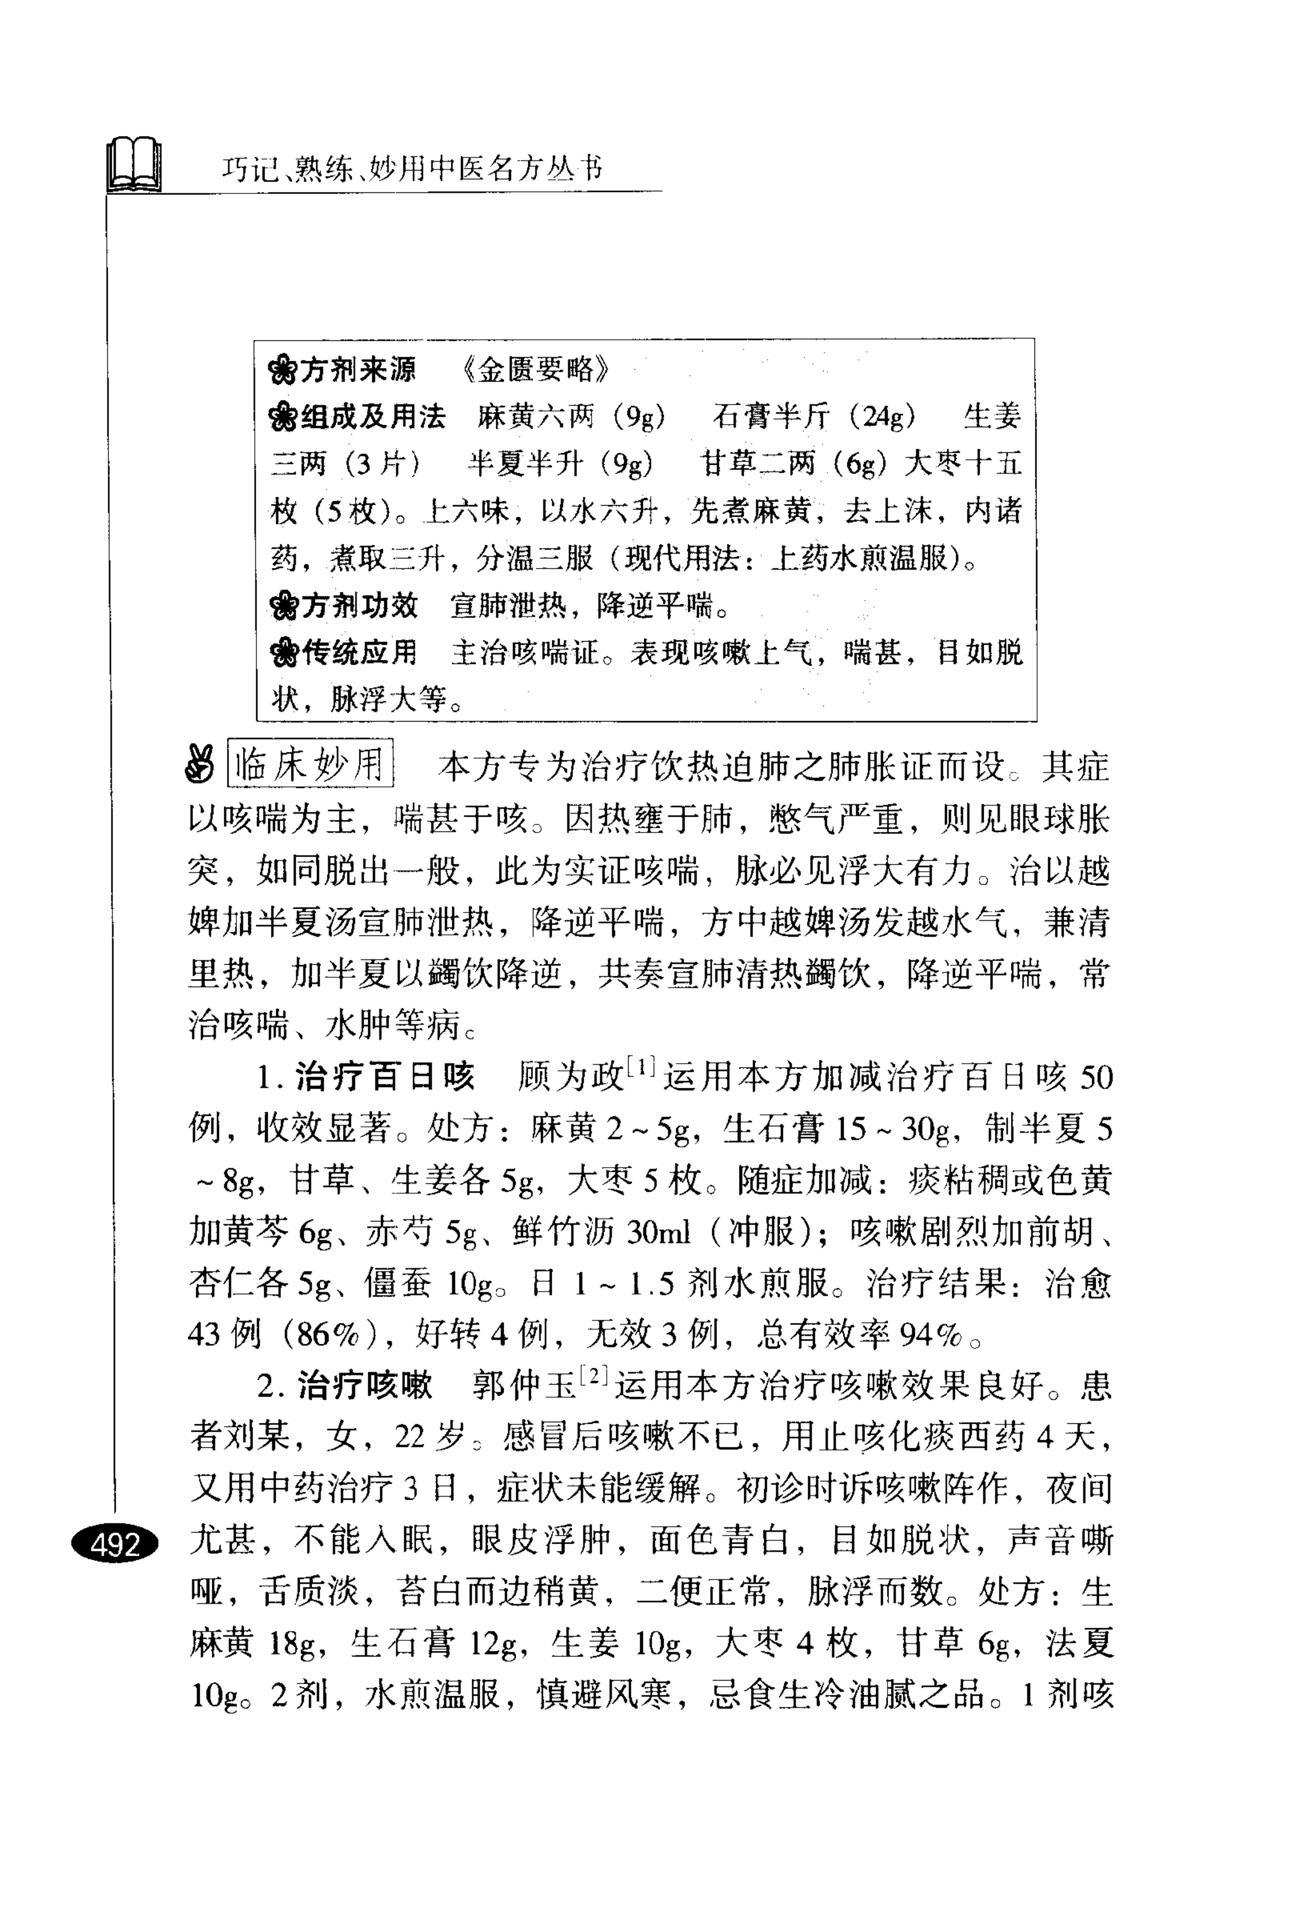 巧记、熟练、妙用中医名方丛书
方剂来源 《金匮要略》
组成及用法 麻黄六两（9g） 石膏半斤（24g） 生姜
三两（3片） 半夏半升（9g） 甘草二两（6g）大枣十五
枚（5枚）。上六味，以水六升，先煮麻黄，去上沫，内诸
药，煮取三升，分温三服（现代用法：上药水煎温服）。
方剂功效 宣肺泄热，降逆平喘。
传统应用 主治咳喘证。表现咳嗽上气，喘甚，目如脱
状，脉浮大等。
临床妙用 本方专为治疗饮热迫肺之肺胀证而设。其症
以咳喘为主，喘甚于咳。因热壅于肺，憋气严重，则见眼球胀
突，如同脱出一般，此为实证咳喘，脉必见浮大有力。治以越
婢加半夏汤宣肺泄热，降逆平喘，方中越婢汤发越水气，兼清
里热，加半夏以蠲饮降逆，共奏宣肺清热蠲饮，降逆平喘，常
治咳喘、水肿等病。
1. 治疗百日咳 顾为政[1]运用本方加减治疗百日咳 50
例，收效显著。处方：麻黄 2～5g，生石膏 15～30g，制半夏 5
～8g，甘草、生姜各 5g，大枣 5 枚。随症加减：痰粘稠或色黄
加黄芩 6g、赤芍 5g、鲜竹沥 30ml（冲服）；咳嗽剧烈加前胡、
杏仁各 5g、僵蚕 10g。日 1～1.5 剂水煎服。治疗结果：治愈
43 例（86%），好转 4 例，无效 3 例，总有效率 94%。
2. 治疗咳嗽 郭仲玉[2]运用本方治疗咳嗽效果良好。患
者刘某，女，22 岁。感冒后咳嗽不已，用止咳化痰西药 4 天，
又用中药治疗 3 日，症状未能缓解。初诊时诉咳嗽阵作，夜间
尤甚，不能入眠，眼皮浮肿，面色青白，目如脱状，声音嘶
哑，舌质淡，苔白而边稍黄，二便正常，脉浮而数。处方：生
麻黄 18g，生石膏 12g，生姜 10g，大枣 4 枚，甘草 6g，法夏
10g。2 剂，水煎温服，慎避风寒，忌食生冷油腻之品。1 剂咳
492